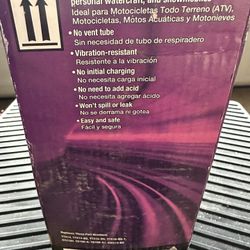 personal watercraft, and snowmobiles
Ideal para Motocicletas Todo Terreno (ATV),
Motocicletas, Motos Acuáticas y Motonieves
• No vent tube
Sin necesidad de tubo de respiradero
• Vibration-resistant
Resistente a la vibración
• No initial charging
No necesita carga inicial
• No need to add acid
No necesita agregar ácido
• Won't spill or leak
No se derrama ni gotea
• Easy and safe
Fácil y segura